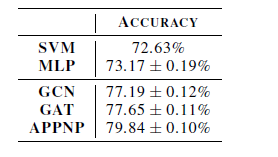 ACCURACY
SVM 72.63%
MLP 73.17 ± 0.19%
GCN 77.19 ± 0.12%
GAT 77.65 ± 0.11%
APPNP 79.84 ± 0.10%